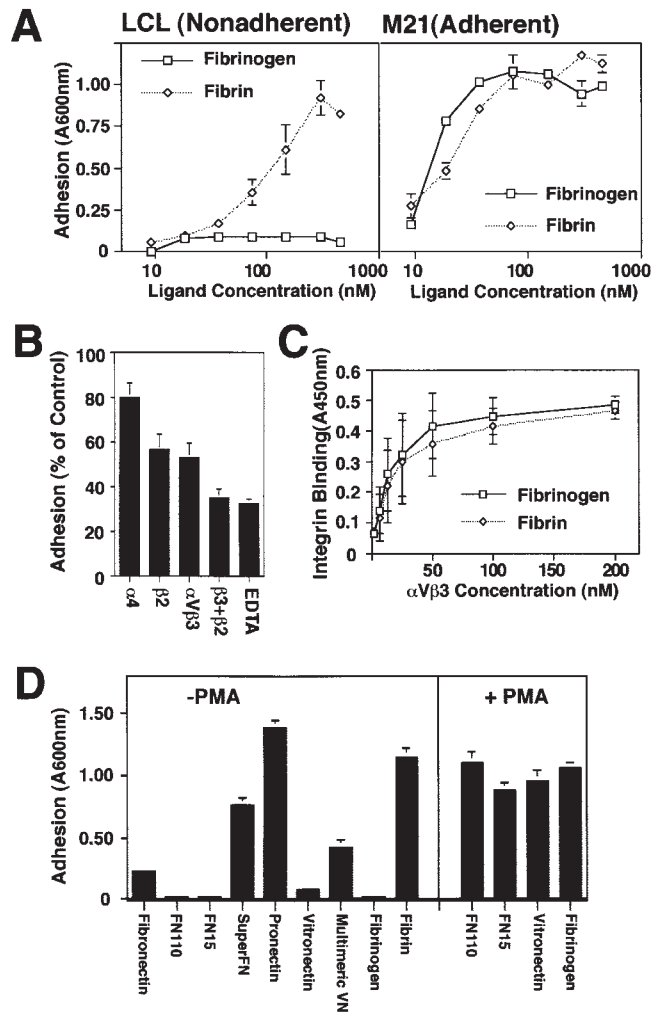 A
LCL (Nonadherent)
M21(Adherent)
Fibrinogen
Fibrin
Adhesion (A600nm)
1.00
0.75
0.50
0.25
0
10
100
1000
Ligand Concentration (nM)
Fibrinogen
Fibrin
10
100
1000
Ligand Concentration (nM)
B
Adhesion (% of Control)
100
80
60
40
20
0
α4
β2
αVβ3
β3+β2
EDTA
C
Integrin Binding(A450nm)
0.6
0.5
0.4
0.3
0.2
0.1
0
Fibrinogen
Fibrin
50
100
150
200
αVβ3 Concentration (nM)
D
-PMA
+ PMA
Adhesion (A600nm)
1.50
1.00
0.50
0
Fibronectin
FN110
FN15
SuperFN
Pronectin
Vitronectin
Multimeric VN
Fibrinogen
Fibrin
FN110
FN15
Vitronectin
Fibrinogen